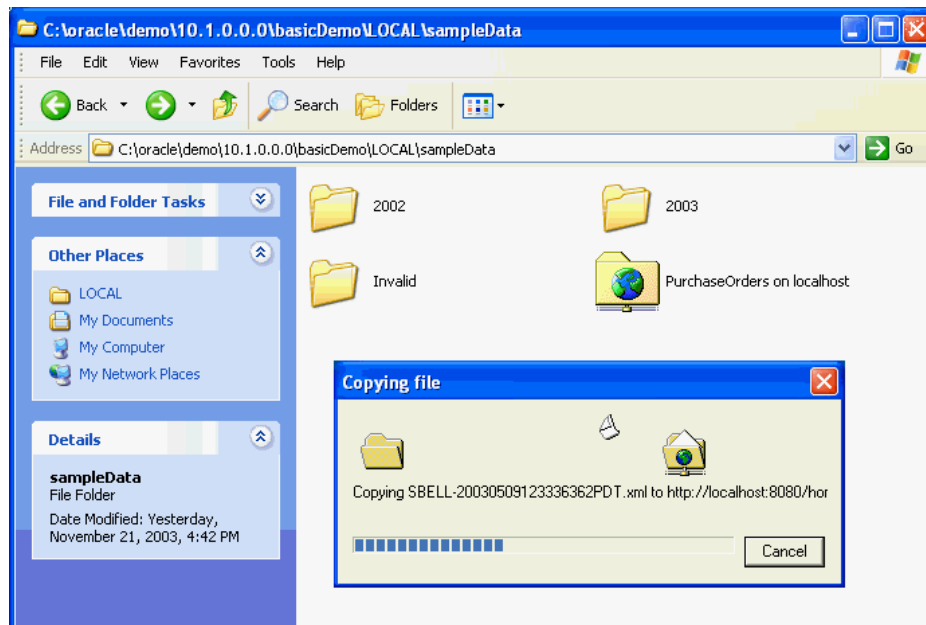 C:\oracle\demo\10.1.0.0.0\basicDemo\LOCAL\sampleData
File Edit View Favorites Tools Help
Back Search Folders
Address C:\oracle\demo\10.1.0.0.0\basicDemo\LOCAL\sampleData Go
File and Folder Tasks
Other Places
LOCAL
My Documents
My Computer
My Network Places
Details
sampleData
File Folder
Date Modified: Yesterday,
November 21, 2003, 4:42 PM
2002 2003
Invalid PurchaseOrders on localhost
Copying file
Copying SBELL-20030509123336362PDT.xml to http://localhost:8080/hor
Cancel